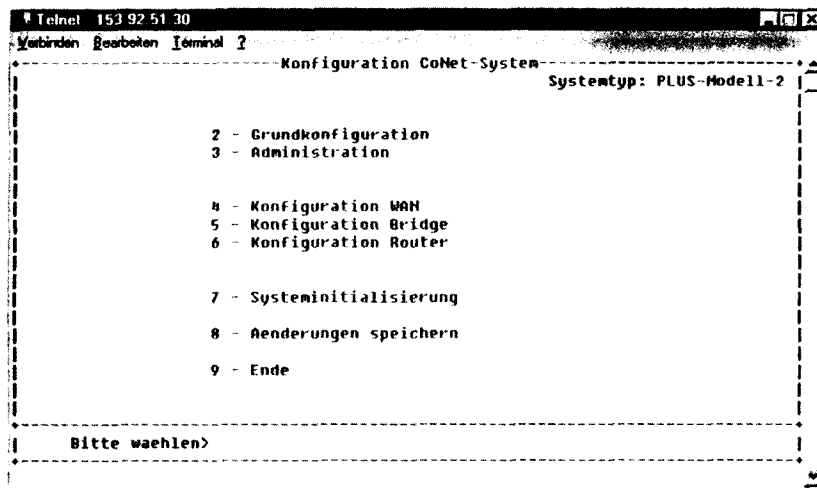 Telnet 153 92 51 30
Verbinden Bearbeiten Terminal ?
Konfiguration CoNet-System
Systemtyp: PLUS-Modell-2
2 - Grundkonfiguration
3 - Administration
4 - Konfiguration WAN
5 - Konfiguration Bridge
6 - Konfiguration Router
7 - Systeminitialisierung
8 - Aenderungen speichern
9 - Ende
Bitte waehlen>